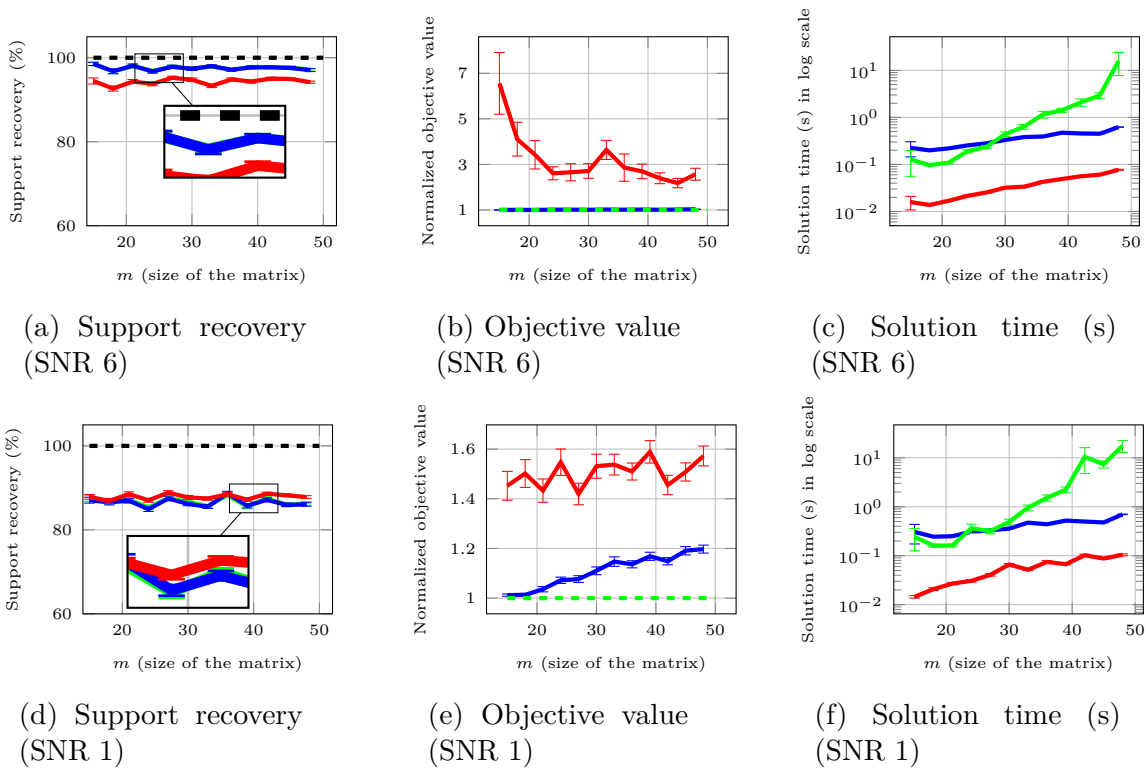 Support recovery (%)
100
80
60
20 30 40 50
m (size of the matrix)
(a) Support recovery
(SNR 6)
Normalized objective value
7
5
3
1
20 30 40 50
m (size of the matrix)
(b) Objective value
(SNR 6)
Solution time (s) in log scale
10^1
10^0
10^−1
10^−2
20 30 40 50
m (size of the matrix)
(c) Solution time (s)
(SNR 6)
Support recovery (%)
100
80
60
20 30 40 50
m (size of the matrix)
(d) Support recovery
(SNR 1)
Normalized objective value
1.6
1.4
1.2
1
20 30 40 50
m (size of the matrix)
(e) Objective value
(SNR 1)
Solution time (s) in log scale
10^1
10^0
10^−1
10^−2
20 30 40 50
m (size of the matrix)
(f) Solution time (s)
(SNR 1)